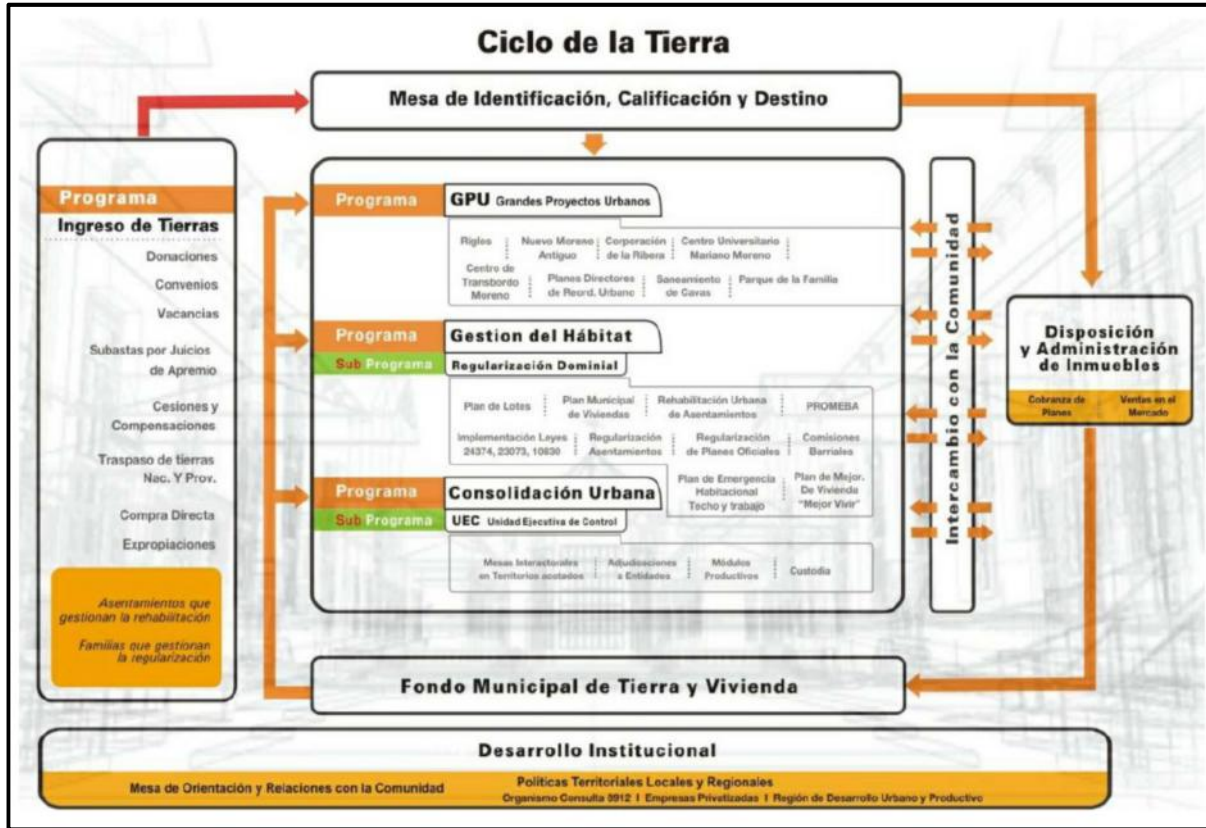 Ciclo de la Tierra
Mesa de Identificación, Calificación y Destino
Programa
Ingreso de Tierras
Donaciones
Convenios
Vacancias
Subastas por Juicios
de Apremio
Cesiones y
Compensaciones
Traspaso de tierras
Nac. Y Prov.
Compra Directa
Expropiaciones
Asentamientos que
gestionan la rehabilitación
Familias que gestionan
la regularización
Programa
GPU Grandes Proyectos Urbanos
Rigles
Nuevo Moreno
Antiguo
Corporación
de la Ribera
Centro Universitario
Mariano Moreno
Centro de
Transbordo
Moreno
Planes Directores
de Reord. Urbano
Saneamiento
de Cavas
Parque de la Familia
Programa
Gestion del Hábitat
Sub Programa
Regularización Dominial
Plan de Lotes
Plan Municipal
de Viviendas
Rehabilitación Urbana
de Asentamientos
PROMEBA
Implementación Leyes
24374, 23073, 10830
Regularización
Asentamientos
Regularización
de Planes Oficiales
Comisiones
Barriales
Plan de Emergencia
Habitacional
Techo y trabajo
Plan de Mejor.
De Vivienda
"Mejor Vivir"
Programa
Consolidación Urbana
Sub Programa
UEC Unidad Ejecutiva de Control
Mesas Interactorales
en Territorios acotados
Adjudicaciones
a Entidades
Módulos
Productivos
Custodia
Intercambio con la Comunidad
Disposición
y Administración
de Inmuebles
Cobranza de
Planes
Ventas en el
Mercado
Fondo Municipal de Tierra y Vivienda
Desarrollo Institucional
Mesa de Orientación y Relaciones con la Comunidad
Políticas Territoriales Locales y Regionales
Organismo Consulta 8912 I Empresas Privatizadas I Región de Desarrollo Urbano y Productivo